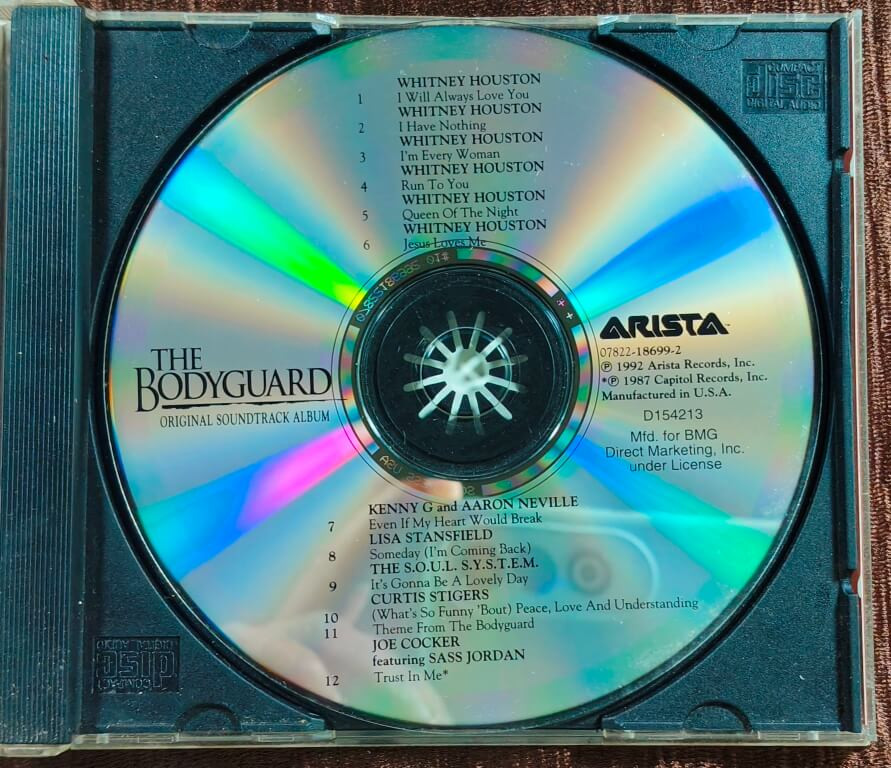 COMPACT
disc
DIGITAL AUDIO
WHITNEY HOUSTON
1 I Will Always Love You
WHITNEY HOUSTON
2 I Have Nothing
WHITNEY HOUSTON
3 I'm Every Woman
WHITNEY HOUSTON
4 Run To You
WHITNEY HOUSTON
5 Queen Of The Night
WHITNEY HOUSTON
6 Jesus Loves Me
THE
BODYGUARD
ORIGINAL SOUNDTRACK ALBUM
ARISTA™
07822-18699-2
Ⓟ 1992 Arista Records, Inc.
*Ⓟ 1987 Capitol Records, Inc.
Manufactured in U.S.A.
D154213
Mfd. for BMG
Direct Marketing, Inc.
under License
KENNY G and AARON NEVILLE
7 Even If My Heart Would Break
LISA STANSFIELD
8 Someday (I'm Coming Back)
THE S.O.U.L. S.Y.S.T.E.M.
9 It's Gonna Be A Lovely Day
CURTIS STIGERS
10 (What's So Funny 'Bout) Peace, Love And Understanding
11 Theme From The Bodyguard
JOE COCKER
featuring SASS JORDAN
12 Trust In Me*
COMPACT
disc
DIGITAL AUDIO